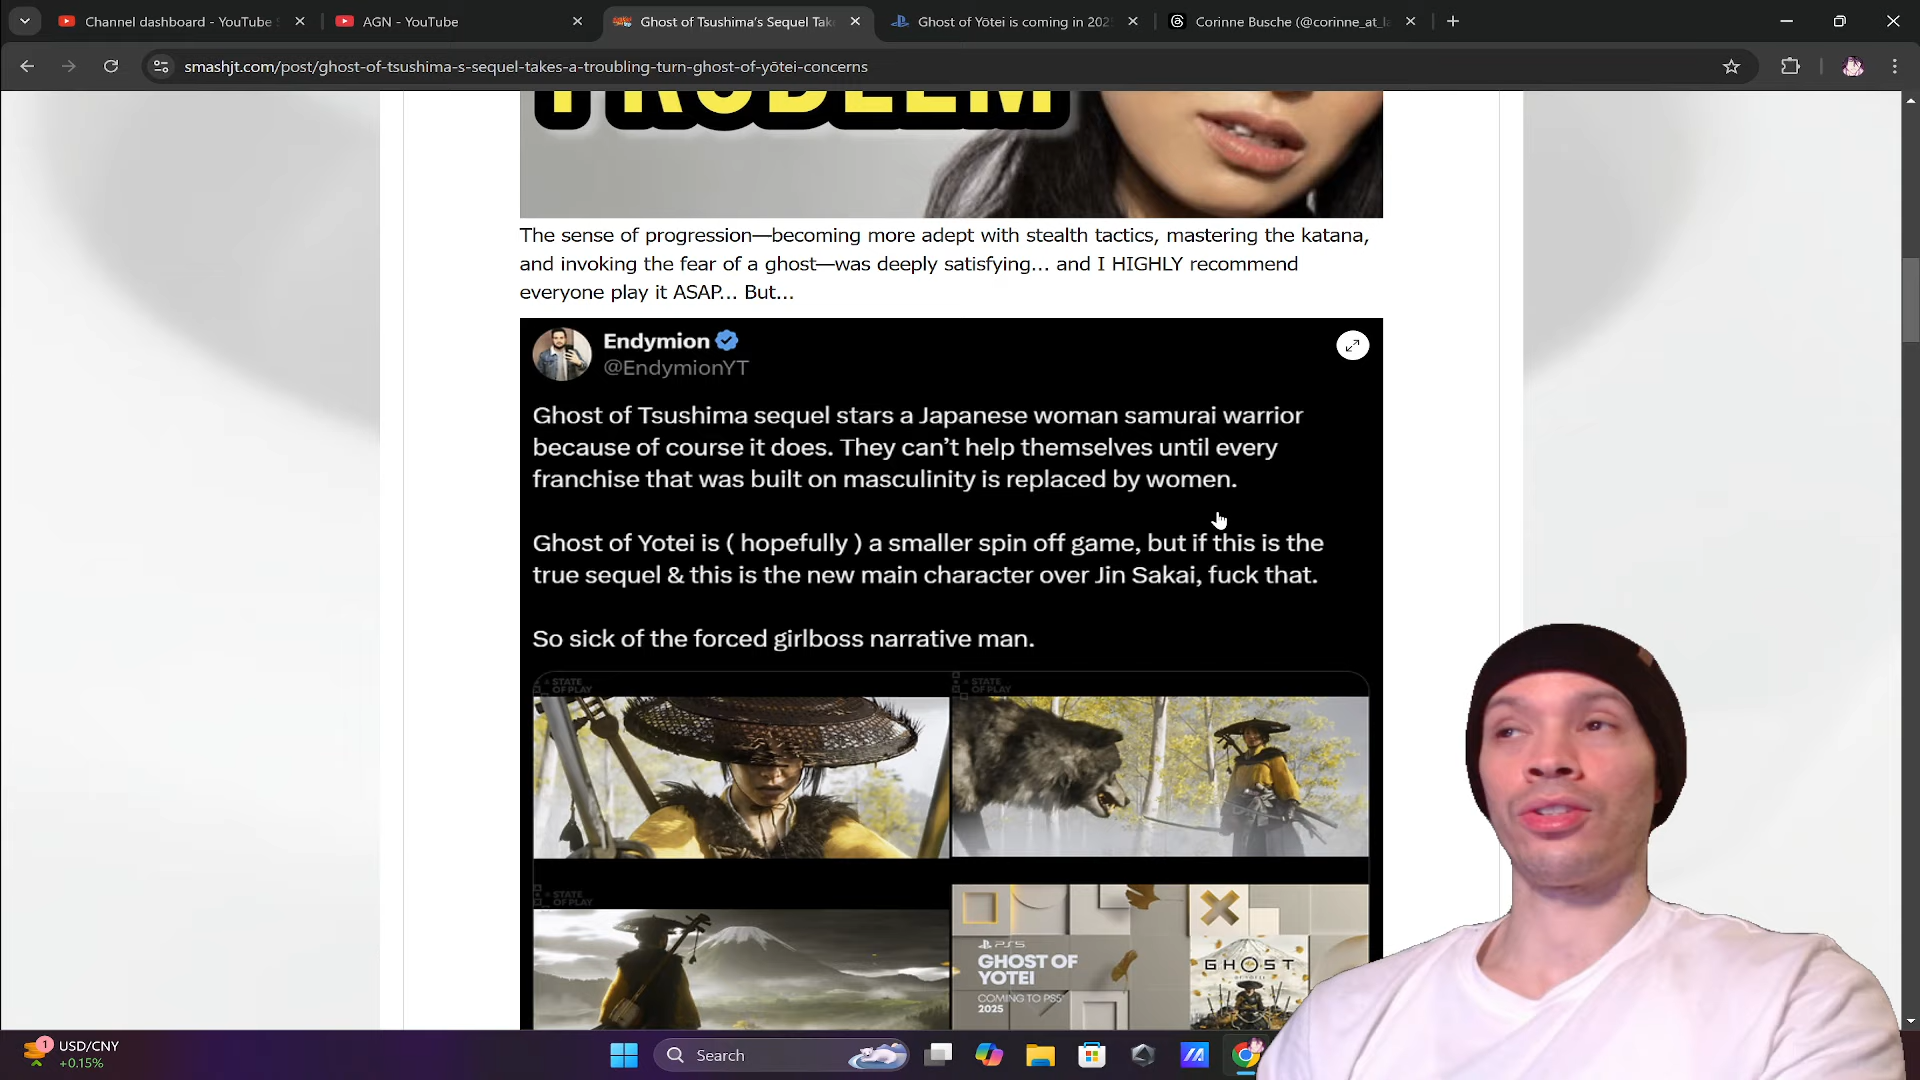 Channel dashboard - YouTube S
AGN - YouTube
Ghost of Tsushima's Sequel Tak
Ghost of Yōtei is coming in 202
Corinne Busche (@corinne_at_l
smashjt.com/post/ghost-of-tsushima-s-sequel-takes-a-troubling-turn-ghost-of-yōtei-concerns
PROBLEM
The sense of progression—becoming more adept with stealth tactics, mastering the katana,
and invoking the fear of a ghost—was deeply satisfying... and I HIGHLY recommend
everyone play it ASAP... But...
Endymion
@EndymionYT
Ghost of Tsushima sequel stars a Japanese woman samurai warrior
because of course it does. They can't help themselves until every
franchise that was built on masculinity is replaced by women.
Ghost of Yotei is ( hopefully ) a smaller spin off game, but if this is the
true sequel & this is the new main character over Jin Sakai, fuck that.
So sick of the forced girlboss narrative man.
STATE OF PLAY
STATE OF PLAY
STATE OF PLAY
PS5
GHOST OF
YOTEI
COMING TO PS5
2025
GHOST
1
USD/CNY
+0.15%
Search